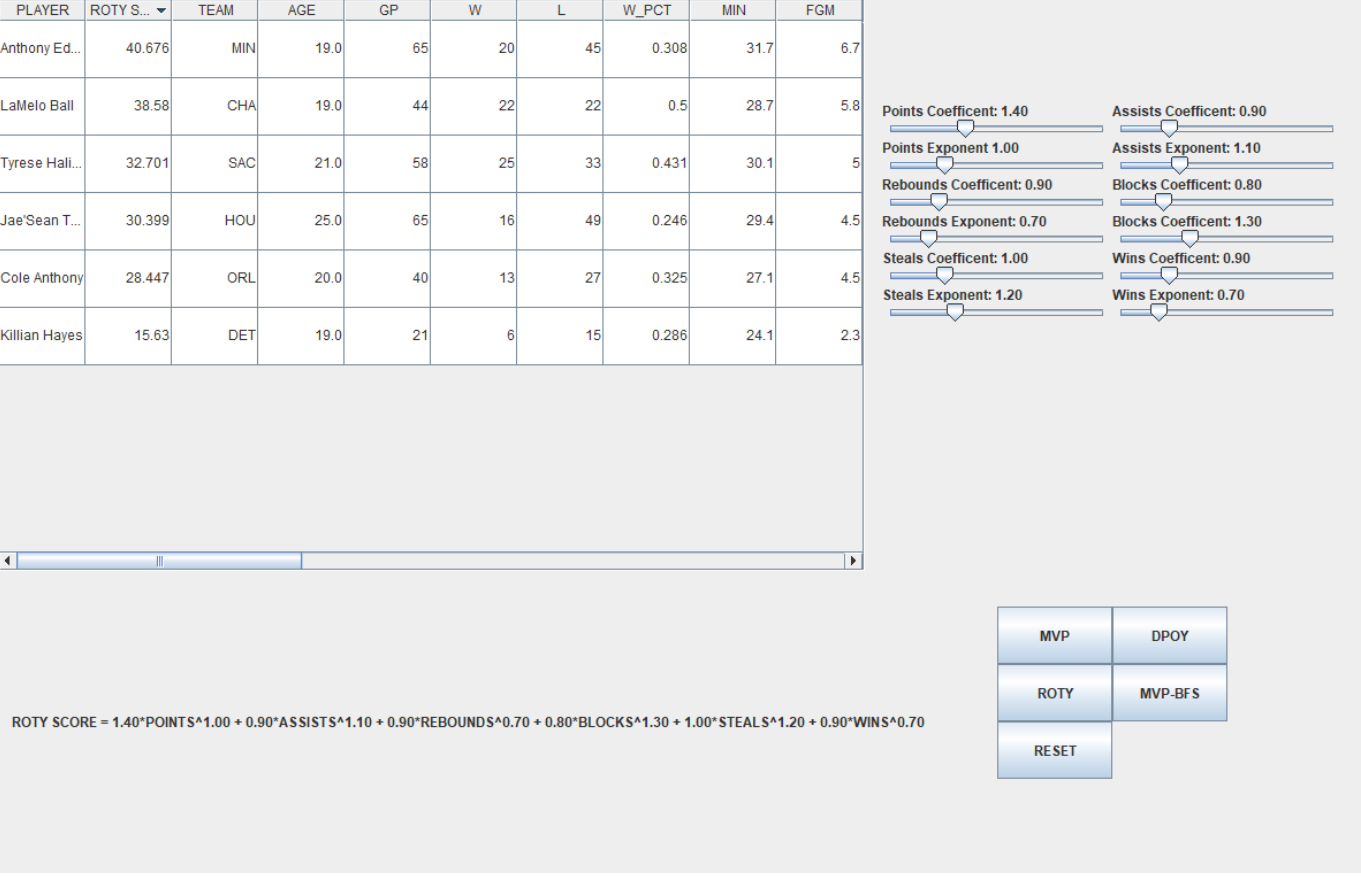 PLAYER ROTY S... TEAM AGE GP W L W_PCT MIN FGM
Anthony Ed... 40.676 MIN 19.0 65 20 45 0.308 31.7 6.7
LaMelo Ball 38.58 CHA 19.0 44 22 22 0.5 28.7 5.8
Tyrese Hali... 32.701 SAC 21.0 58 25 33 0.431 30.1 5
Jae'Sean T... 30.399 HOU 25.0 65 16 49 0.246 29.4 4.5
Cole Anthony 28.447 ORL 20.0 40 13 27 0.325 27.1 4.5
Killian Hayes 15.63 DET 19.0 21 6 15 0.286 24.1 2.3
Points Coefficent: 1.40 Assists Coefficent: 0.90
Points Exponent 1.00 Assists Exponent: 1.10
Rebounds Coefficent: 0.90 Blocks Coefficent: 0.80
Rebounds Exponent: 0.70 Blocks Coefficent: 1.30
Steals Coefficent: 1.00 Wins Coefficent: 0.90
Steals Exponent: 1.20 Wins Exponent: 0.70
MVP DPOY
ROTY MVP-BFS
RESET
ROTY SCORE = 1.40*POINTS^1.00 + 0.90*ASSISTS^1.10 + 0.90*REBOUNDS^0.70 + 0.80*BLOCKS^1.30 + 1.00*STEALS^1.20 + 0.90*WINS^0.70